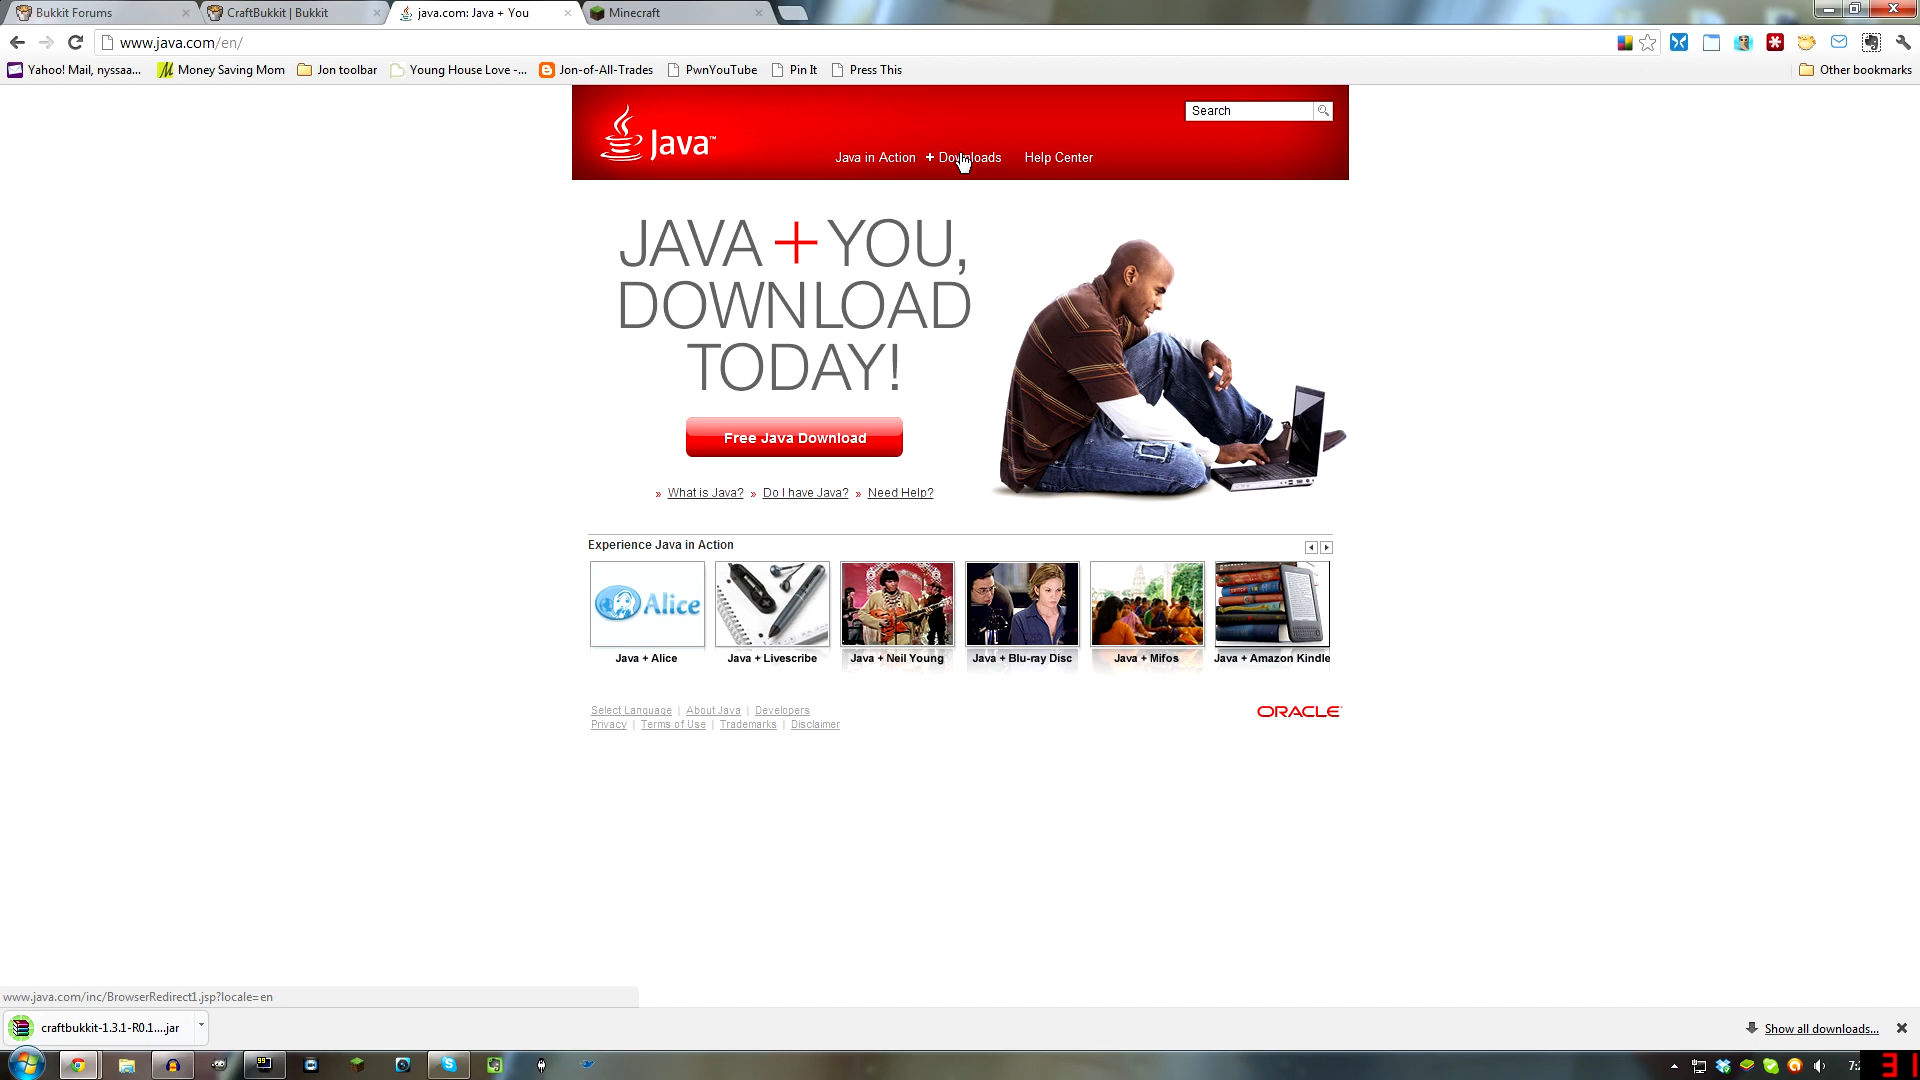 Bukkit Forums
CraftBukkit | Bukkit
java.com: Java + You
Minecraft
www.java.com/en/
Yahoo! Mail, nyssaa...
Money Saving Mom
Jon toolbar
Young House Love -...
Jon-of-All-Trades
PwnYouTube
Pin It
Press This
Other bookmarks
Java™
Search
Java in Action
+ Downloads
Help Center
JAVA + YOU,
DOWNLOAD
TODAY!
Free Java Download
» What is Java? » Do I have Java? » Need Help?
Experience Java in Action
Alice
Java + Alice
Java + Livescribe
Java + Neil Young
Java + Blu-ray Disc
Java + Mifos
Java + Amazon Kindle
Select Language | About Java | Developers
Privacy | Terms of Use | Trademarks | Disclaimer
ORACLE
www.java.com/inc/BrowserRedirect1.jsp?locale=en
craftbukkit-1.3.1-R0.1....jar
Show all downloads...
99
31